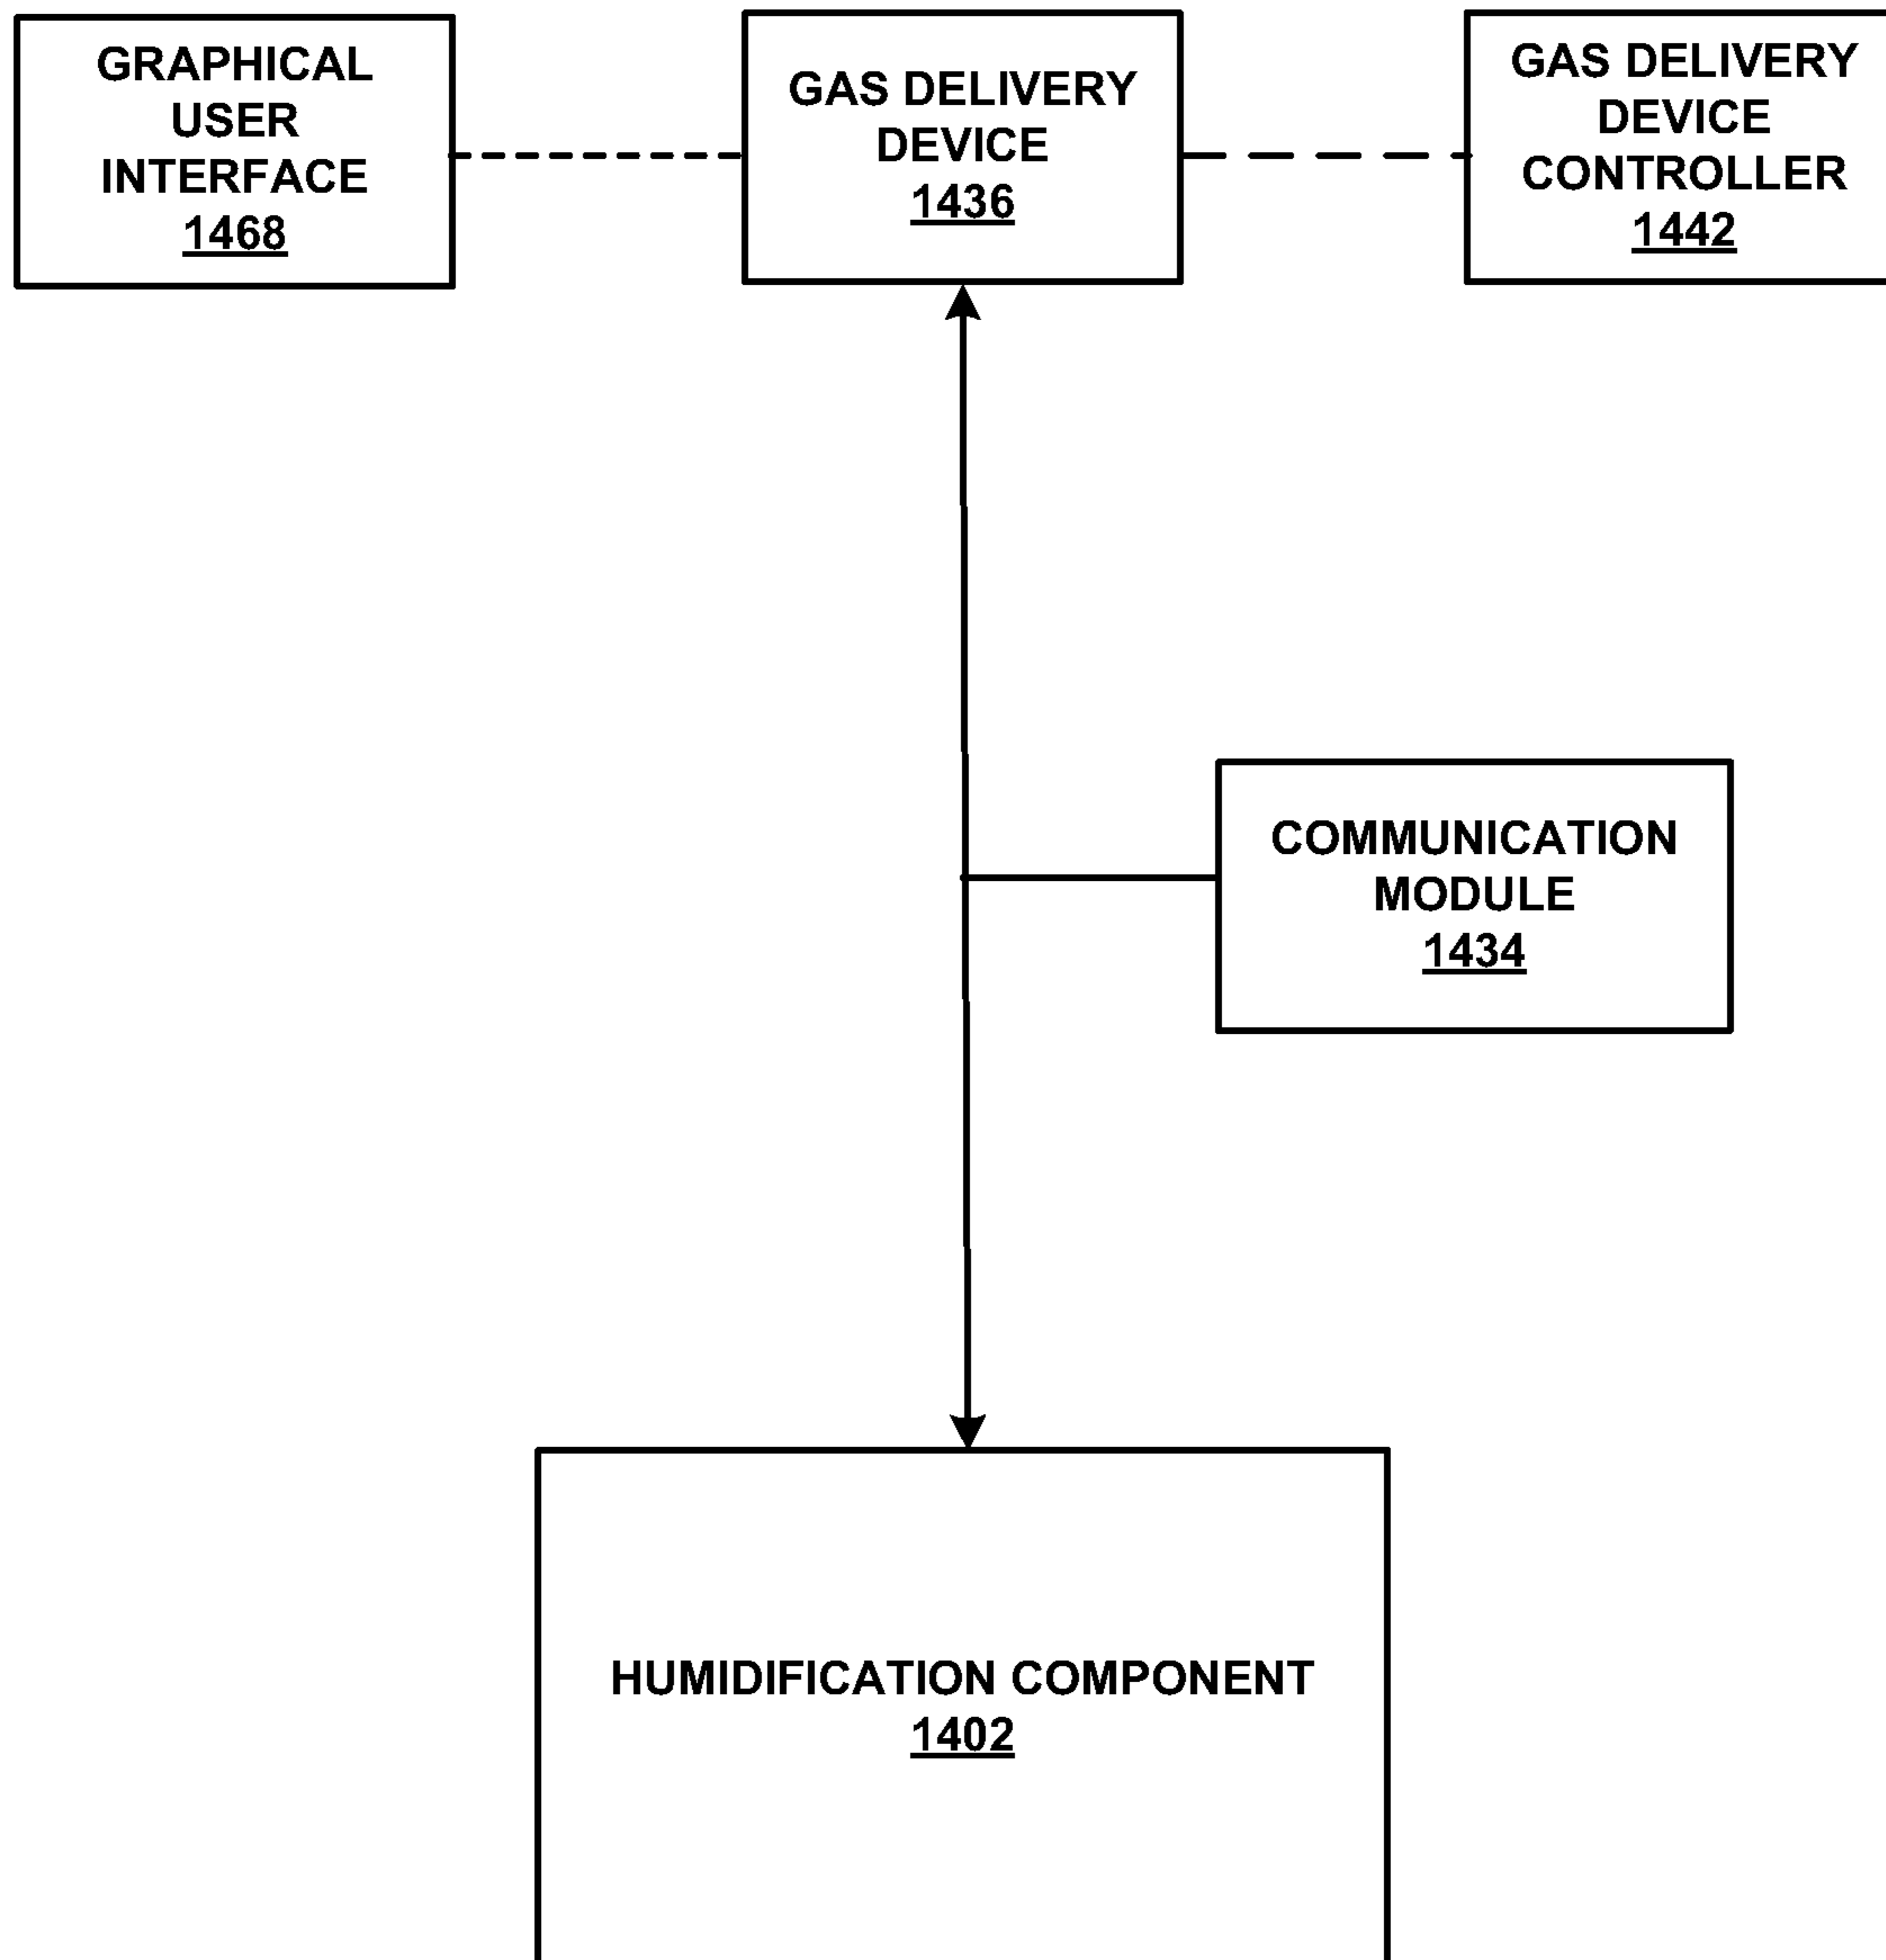 GRAPHICAL
USER
INTERFACE
1468
GAS DELIVERY
DEVICE
1436
GAS DELIVERY
DEVICE
CONTROLLER
1442
COMMUNICATION
MODULE
1434
HUMIDIFICATION COMPONENT
1402